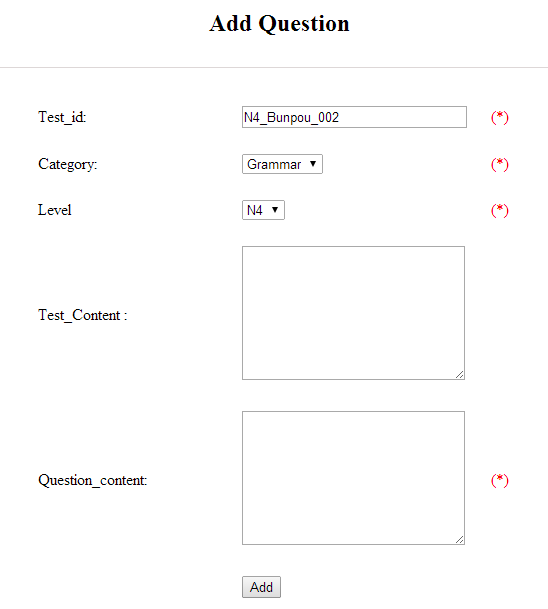 Add Question
Test_id: N4_Bunpou_002 (*)
Category: Grammar ▼ (*)
Level N4 ▼ (*)
Test_Content :
Question_content: (*)
Add